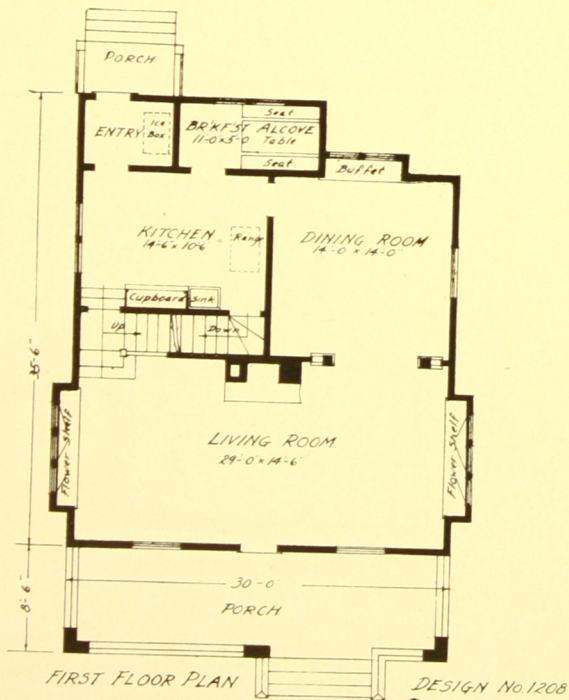 PORCH
ENTRY
Ice
Box
BR'KF'ST ALCOVE
11-0 x 5-0
Seat
Table
Seat
Buffet
KITCHEN
14'-6" x 10'-6
Range
DINING ROOM
14'-0 x 14'-0"
Cupboard
Sink
Up
Down
35'-6"
Flower Shelf
LIVING ROOM
29'-0" x 14'-6"
Flower Shelf
8'-6"
30'-0"
PORCH
FIRST FLOOR PLAN
DESIGN No. 1208